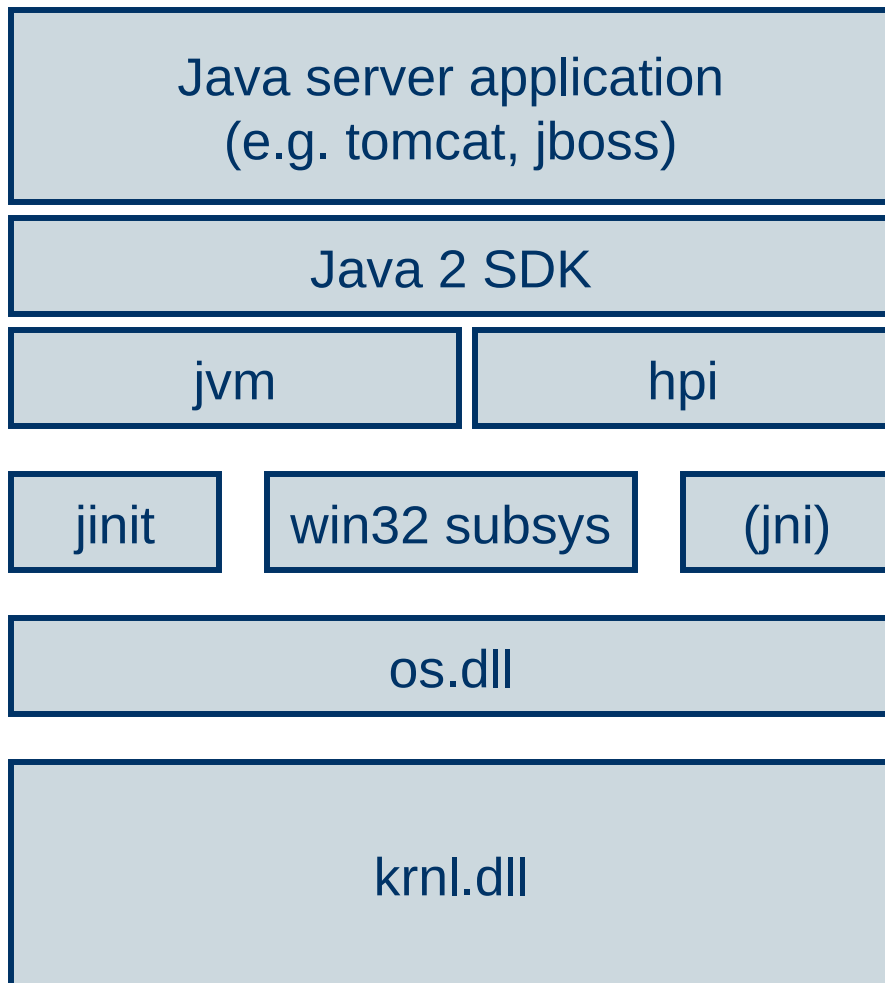 Java server application
(e.g. tomcat, jboss)
Java 2 SDK
jvm
hpi
jinit
win32 subsys
(jni)
os.dll
krnl.dll